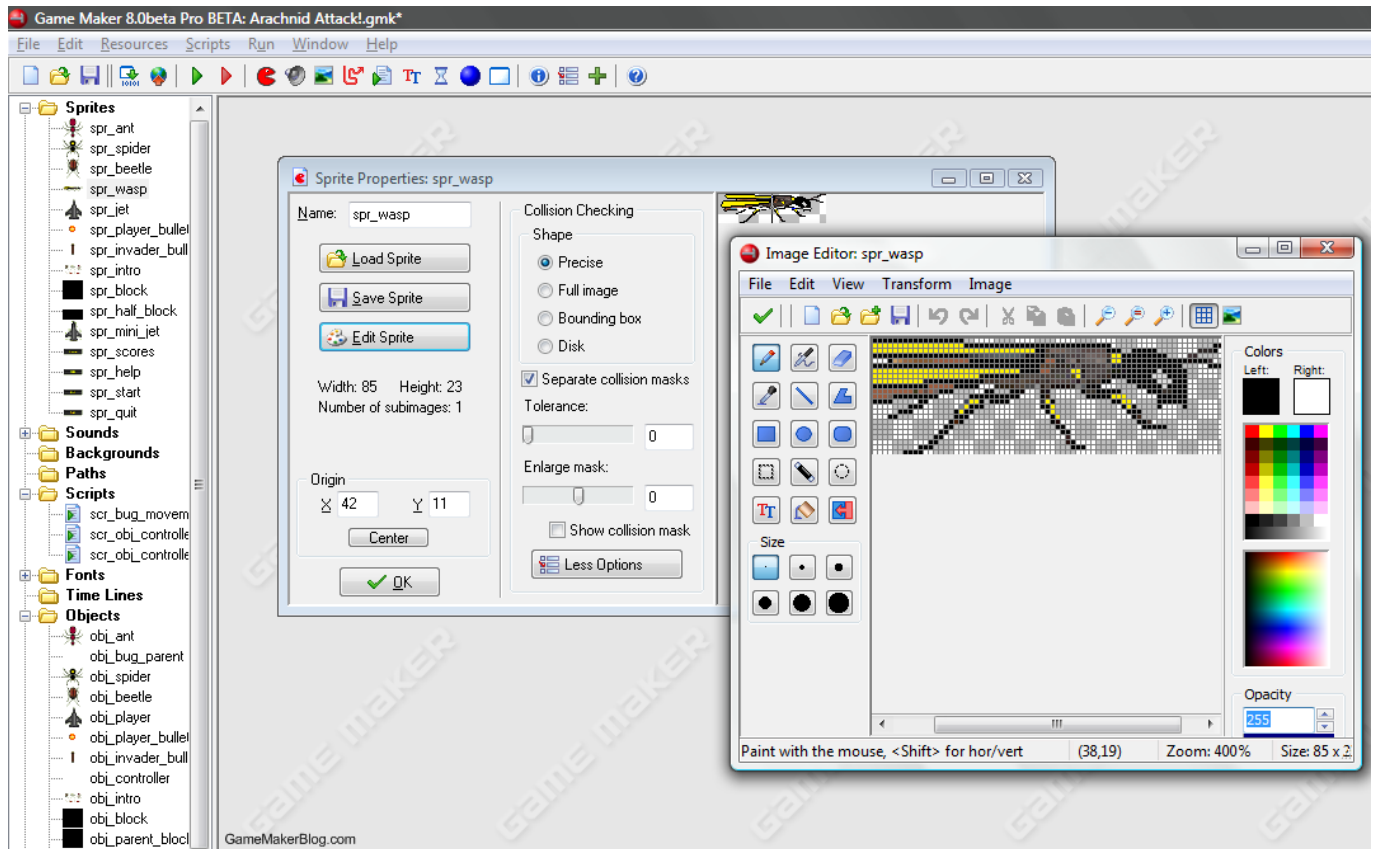 Game Maker 8.0beta Pro BETA: Arachnid Attack!.gmk*
File Edit Resources Scripts Run Window Help
Sprites
spr_ant
spr_spider
spr_beetle
spr_wasp
spr_jet
spr_player_bullet
spr_invader_bull
spr_intro
spr_block
spr_half_block
spr_mini_jet
spr_scores
spr_help
spr_start
spr_quit
Sounds
Backgrounds
Paths
Scripts
scr_bug_movem
scr_obj_controlle
scr_obj_controlle
Fonts
Time Lines
Objects
obj_ant
obj_bug_parent
obj_spider
obj_beetle
obj_player
obj_player_bullet
obj_invader_bull
obj_controller
obj_intro
obj_block
obj_parent_block
Sprite Properties: spr_wasp
Name: spr_wasp
Load Sprite
Save Sprite
Edit Sprite
Width: 85 Height: 23
Number of subimages: 1
Origin
X 42 Y 11
Center
OK
Collision Checking
Shape
Precise
Full image
Bounding box
Disk
Separate collision masks
Tolerance:
0
Enlarge mask:
0
Show collision mask
Less Options
Image Editor: spr_wasp
File Edit View Transform Image
Colors
Left: Right:
Size
Opacity
255
Paint with the mouse, <Shift> for hor/vert (38,19) Zoom: 400% Size: 85 x 2
GameMakerBlog.com